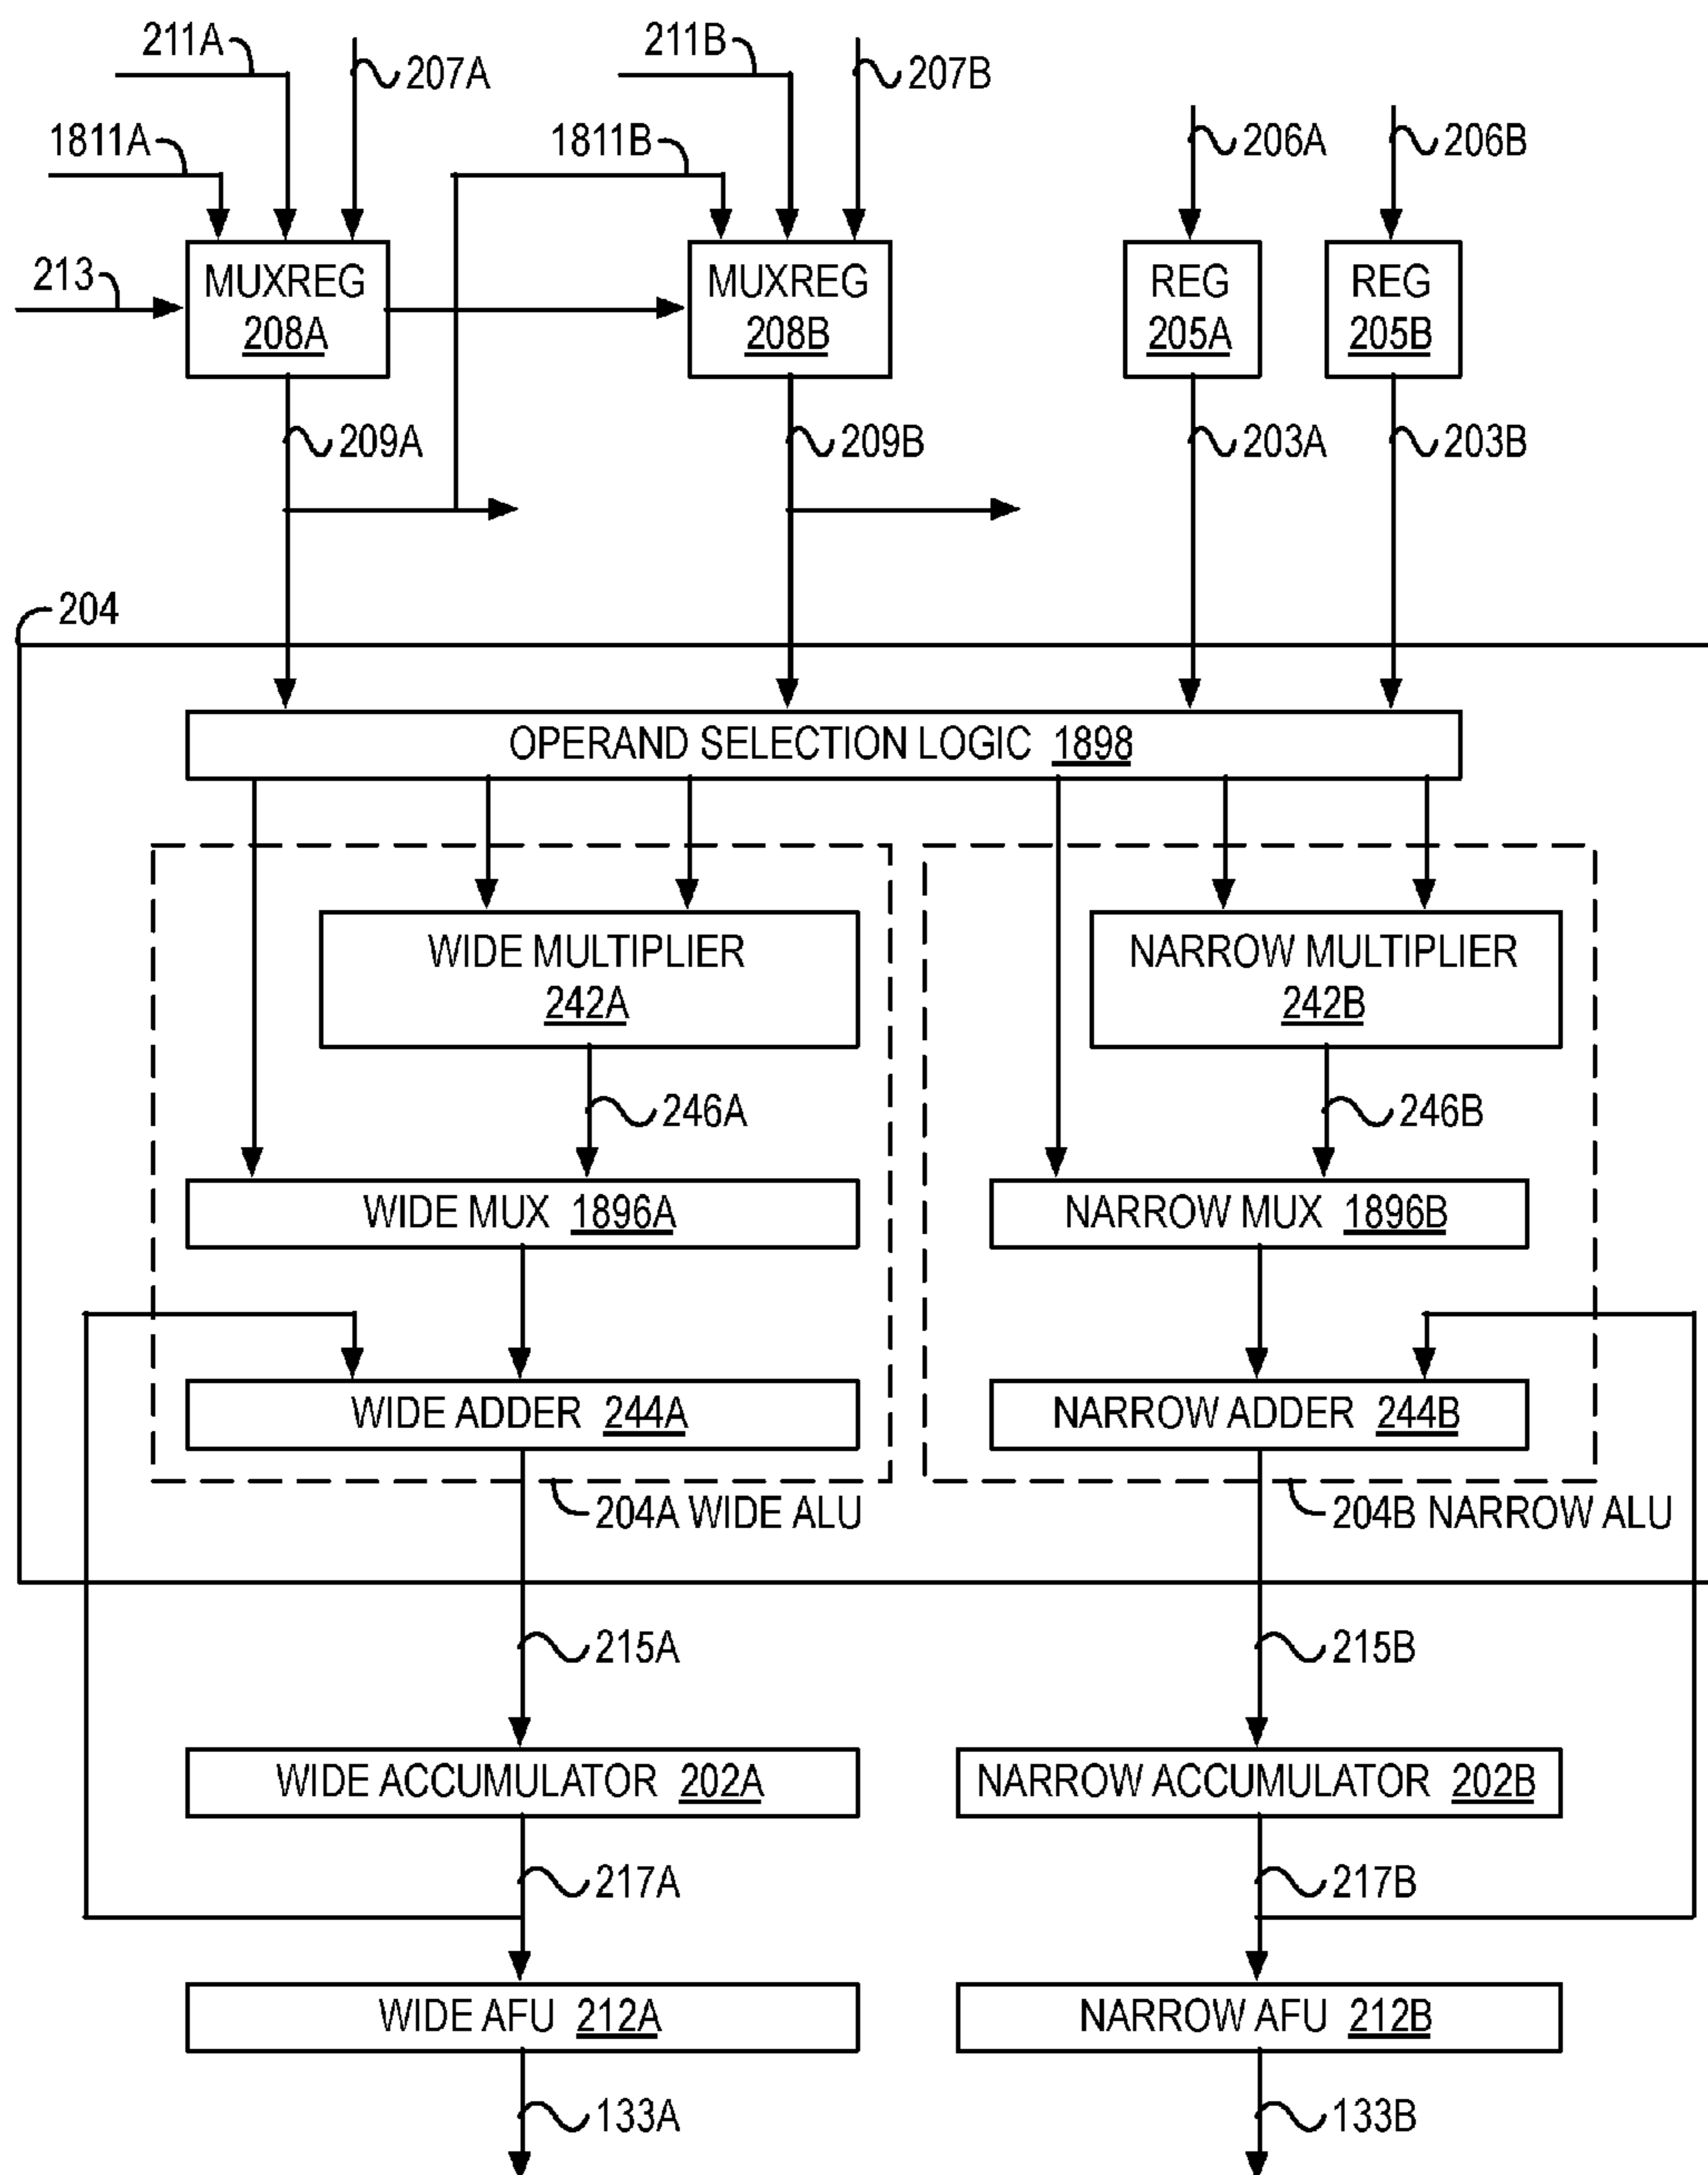 211A
207A
211B
207B
1811A
1811B
206A
206B
213
MUXREG
208A
MUXREG
208B
REG
205A
REG
205B
209A
209B
203A
203B
204
OPERAND SELECTION LOGIC 1898
WIDE MULTIPLIER
242A
NARROW MULTIPLIER
242B
246A
246B
WIDE MUX 1896A
NARROW MUX 1896B
WIDE ADDER 244A
NARROW ADDER 244B
204A WIDE ALU
204B NARROW ALU
215A
215B
WIDE ACCUMULATOR 202A
NARROW ACCUMULATOR 202B
217A
217B
WIDE AFU 212A
NARROW AFU 212B
133A
133B